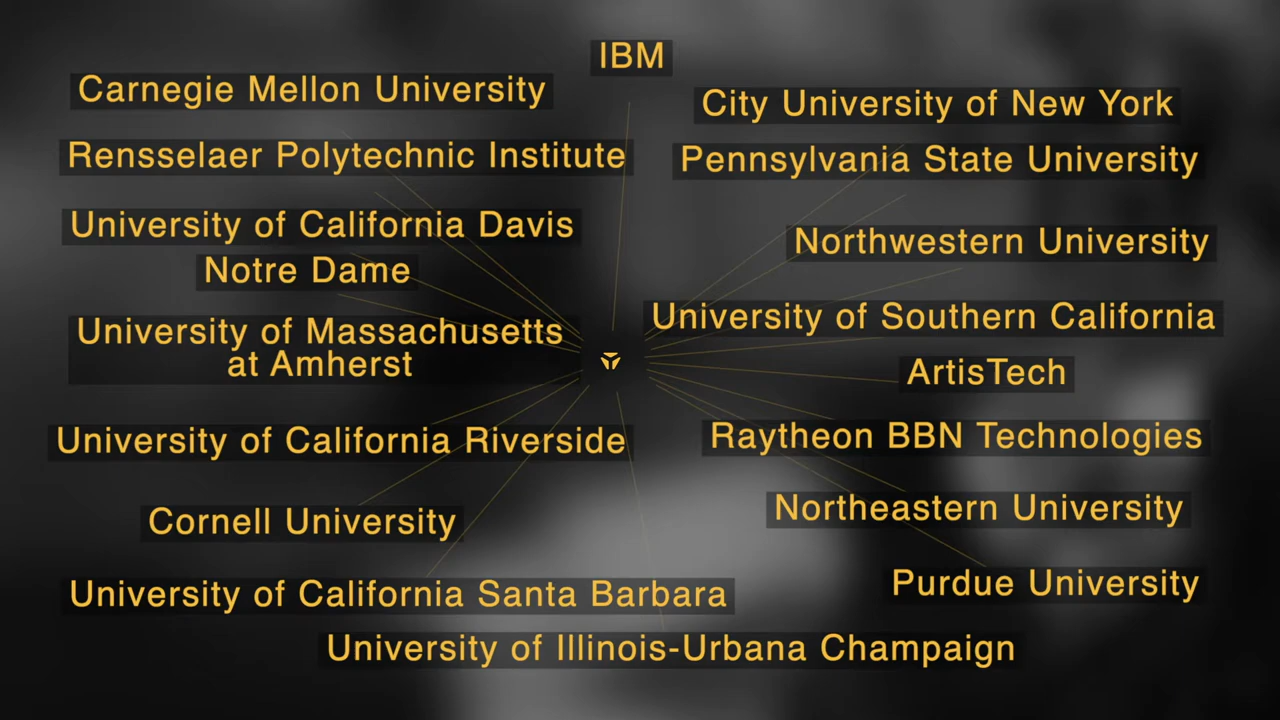 IBM
Carnegie Mellon University
City University of New York
Rensselaer Polytechnic Institute
Pennsylvania State University
University of California Davis
Northwestern University
Notre Dame
University of Southern California
University of Massachusetts
at Amherst
ArtisTech
University of California Riverside
Raytheon BBN Technologies
Cornell University
Northeastern University
University of California Santa Barbara
Purdue University
University of Illinois-Urbana Champaign